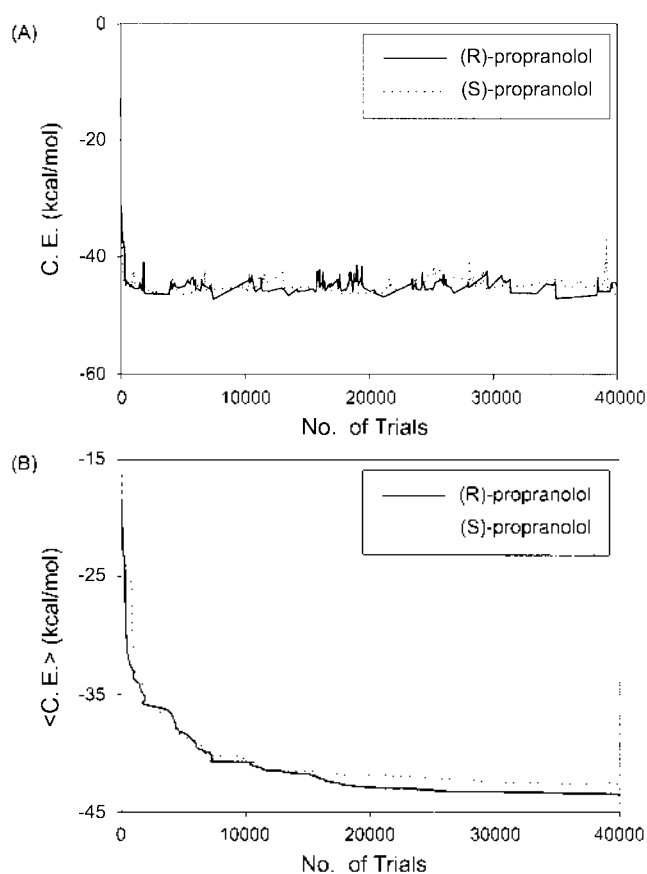 (A)
0
-20
-40
-60
C. E. (kcal/mol)
(R)-propranolol
(S)-propranolol
0 10000 20000 30000 40000
No. of Trials
(B)
-15
-25
-35
-45
<C. E.> (kcal/mol)
(R)-propranolol
(S)-propranolol
0 10000 20000 30000 40000
No. of Trials